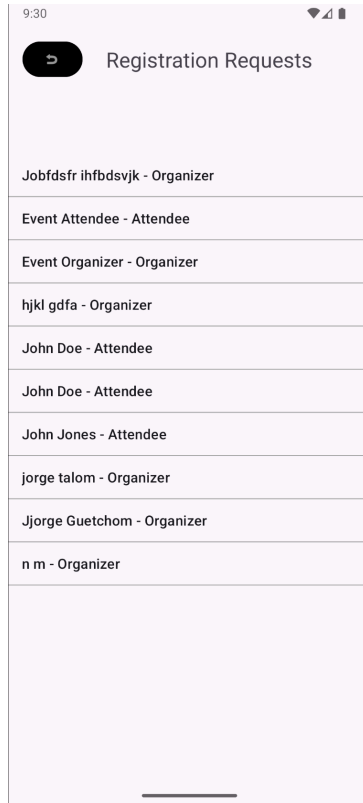 9:30
Registration Requests
Jobfdsfr ihfbdsvjk - Organizer
Event Attendee - Attendee
Event Organizer - Organizer
hjkl gdfa - Organizer
John Doe - Attendee
John Doe - Attendee
John Jones - Attendee
jorge talom - Organizer
Jjorge Guetchom - Organizer
n m - Organizer